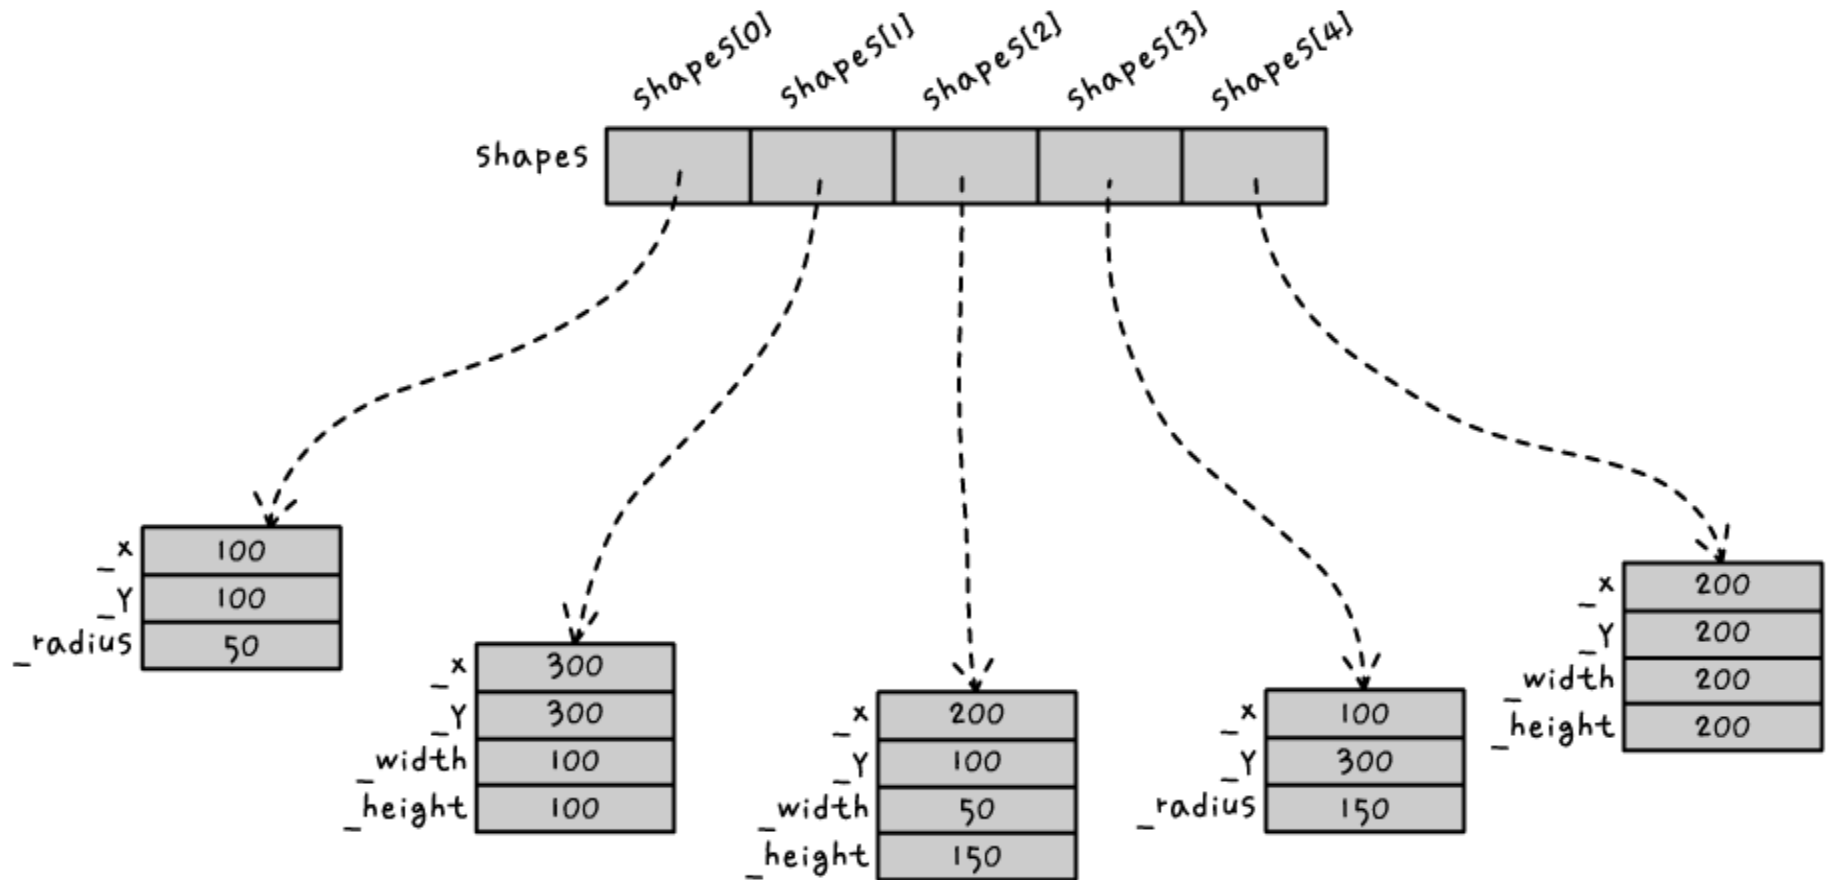 shapes[0] shapes[1] shapes[2] shapes[3] shapes[4]
shapes
_x 100
_Y 100
_radius 50
_x 300
_Y 300
_width 100
_height 100
_x 200
_Y 100
_width 50
_height 150
_x 100
_Y 300
_radius 150
_x 200
_Y 200
_width 200
_height 200